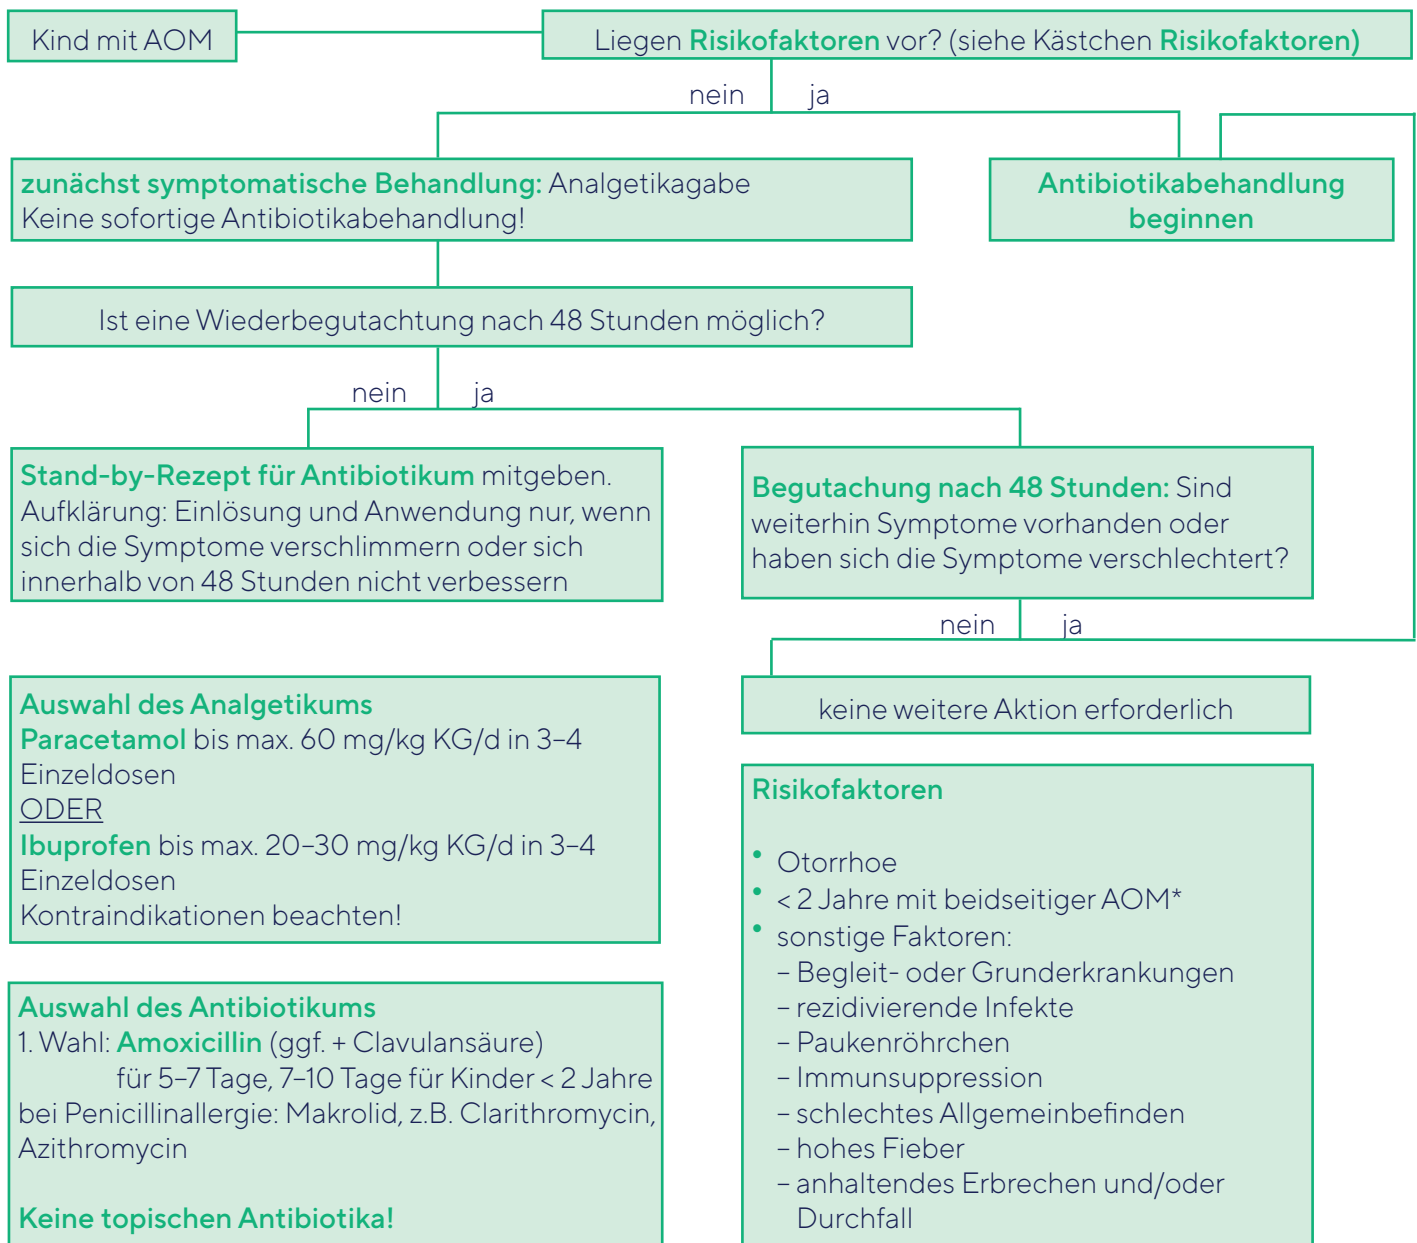 Kind mit AOM
Liegen Risikofaktoren vor? (siehe Kästchen Risikofaktoren)
nein
ja
zunächst symptomatische Behandlung: Analgetikagabe
Keine sofortige Antibiotikabehandlung!
Antibiotikabehandlung
beginnen
Ist eine Wiederbegutachtung nach 48 Stunden möglich?
nein
ja
Stand-by-Rezept für Antibiotikum mitgeben.
Aufklärung: Einlösung und Anwendung nur, wenn
sich die Symptome verschlimmern oder sich
innerhalb von 48 Stunden nicht verbessern
Begutachung nach 48 Stunden: Sind
weiterhin Symptome vorhanden oder
haben sich die Symptome verschlechtert?
nein
ja
keine weitere Aktion erforderlich
Auswahl des Analgetikums
Paracetamol bis max. 60 mg/kg KG/d in 3–4
Einzeldosen
ODER
Ibuprofen bis max. 20–30 mg/kg KG/d in 3–4
Einzeldosen
Kontraindikationen beachten!
Auswahl des Antibiotikums
1. Wahl: Amoxicillin (ggf. + Clavulansäure)
für 5–7 Tage, 7–10 Tage für Kinder < 2 Jahre
bei Penicillinallergie: Makrolid, z.B. Clarithromycin,
Azithromycin
Keine topischen Antibiotika!
Risikofaktoren
• Otorrhoe
• < 2 Jahre mit beidseitiger AOM*
• sonstige Faktoren:
– Begleit- oder Grunderkrankungen
– rezidivierende Infekte
– Paukenröhrchen
– Immunsuppression
– schlechtes Allgemeinbefinden
– hohes Fieber
– anhaltendes Erbrechen und/oder
Durchfall